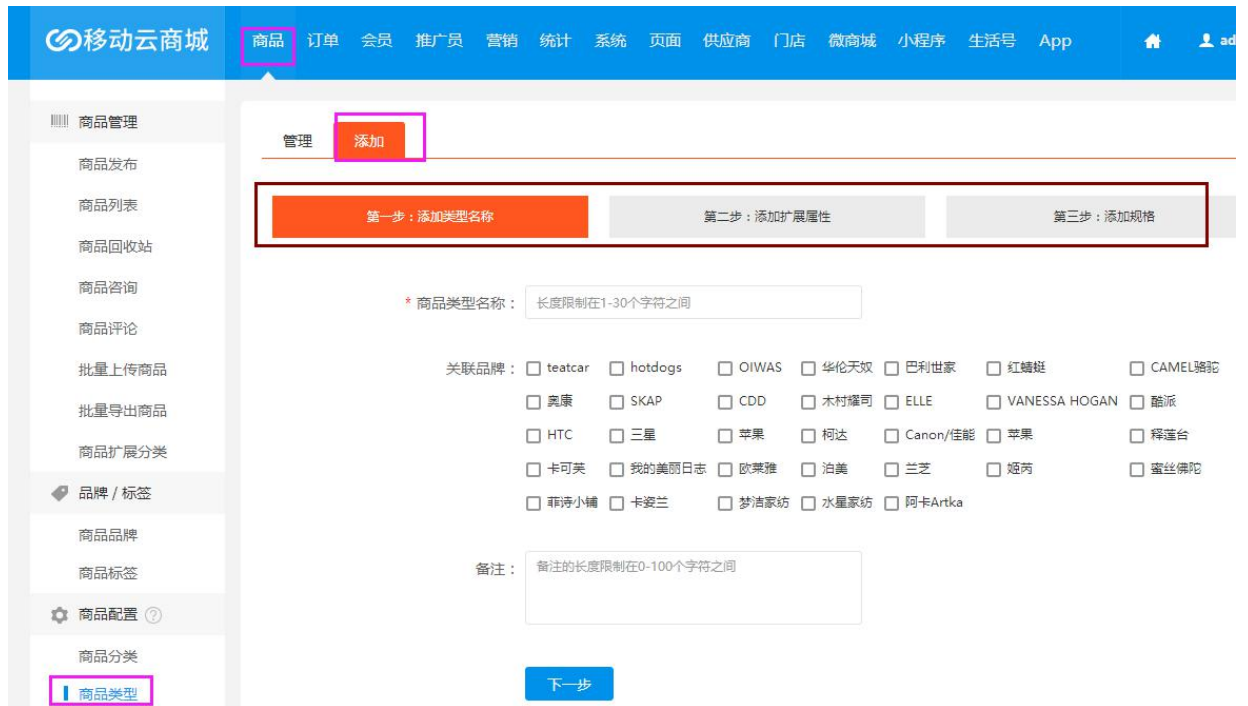 移动云商城 商品 订单 会员 推广员 营销 统计 系统 页面 供应商 门店 微商城 小程序 生活号 App ad
商品管理
商品发布
商品列表
商品回收站
商品咨询
商品评论
批量上传商品
批量导出商品
商品扩展分类
品牌 / 标签
商品品牌
商品标签
商品配置 ?
商品分类
商品类型
管理 添加
第一步:添加类型名称 第二步:添加扩展属性 第三步:添加规格
* 商品类型名称: 长度限制在1-30个字符之间
关联品牌: teatcar hotdogs OIWAS 华伦天奴 巴利世家 红蜻蜓 CAMEL骆驼
奥康 SKAP CDD 木村耀司 ELLE VANESSA HOGAN 酷派
HTC 三星 苹果 柯达 Canon/佳能 苹果 释莲台
卡可芙 我的美丽日志 欧莱雅 泊美 兰芝 姬芮 蜜丝佛陀
菲诗小铺 卡姿兰 梦洁家纺 水星家纺 阿卡Artka
备注: 备注的长度限制在0-100个字符之间
下一步